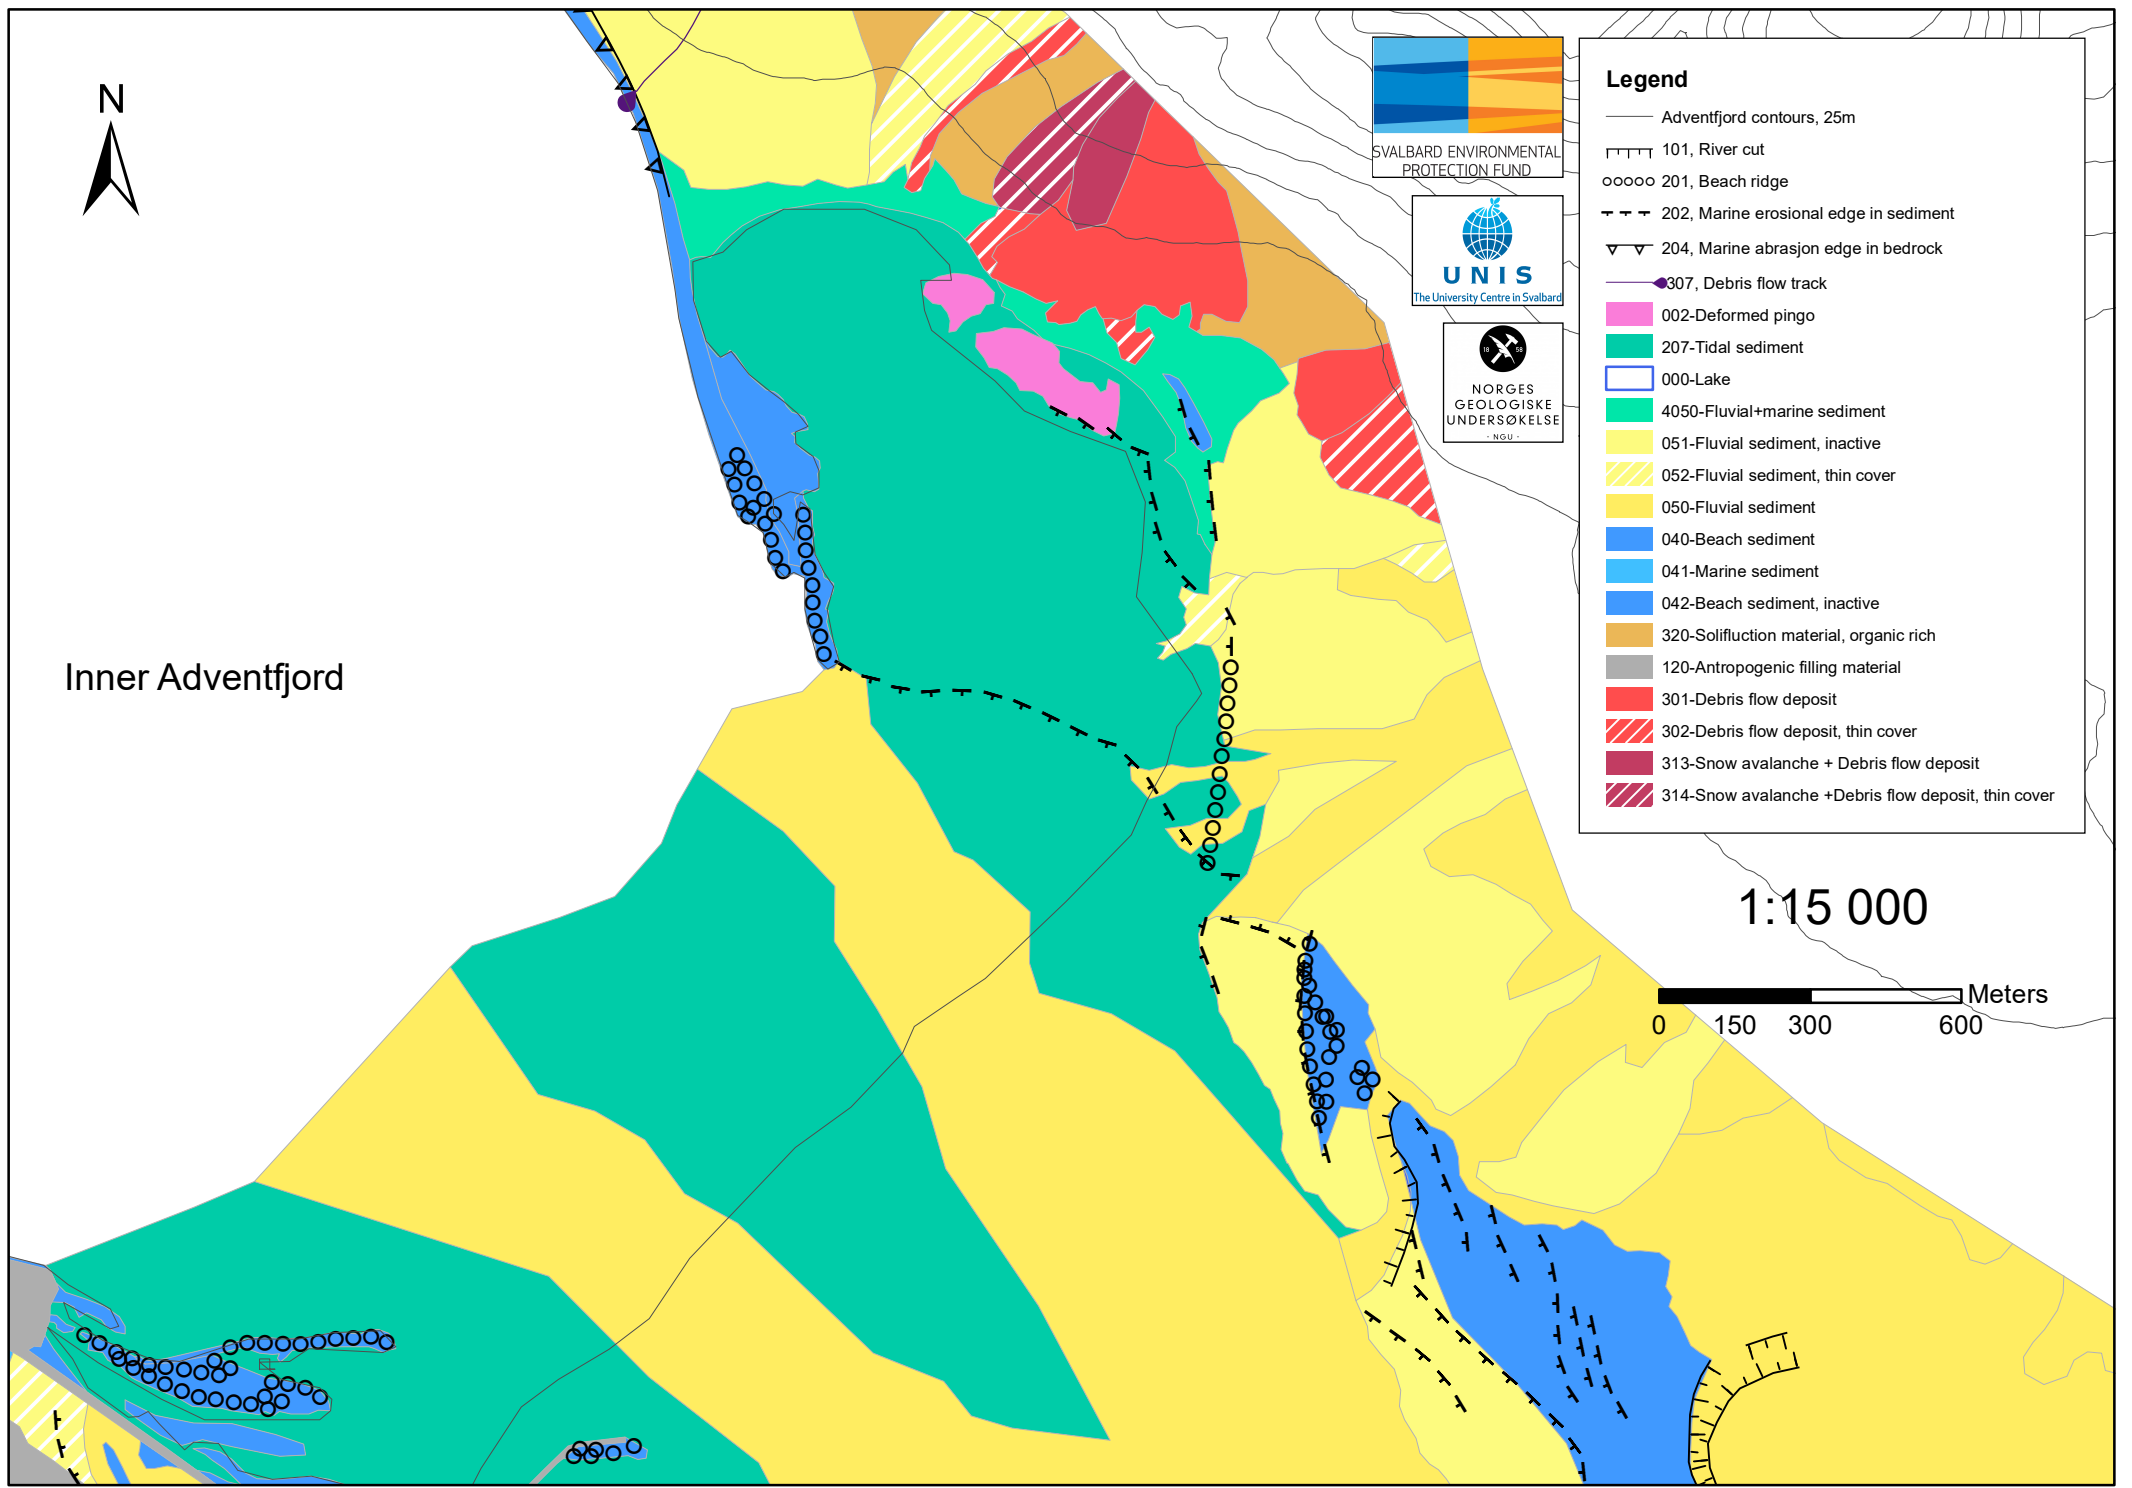 N
Inner Adventfjord
SVALBARD ENVIRONMENTAL
PROTECTION FUND
UNIS
The University Centre in Svalbard
18 58
NORGES
GEOLOGISKE
UNDERSØKELSE
- NGU -
Legend
Adventfjord contours, 25m
101, River cut
201, Beach ridge
202, Marine erosional edge in sediment
204, Marine abrasjon edge in bedrock
307, Debris flow track
002-Deformed pingo
207-Tidal sediment
000-Lake
4050-Fluvial+marine sediment
051-Fluvial sediment, inactive
052-Fluvial sediment, thin cover
050-Fluvial sediment
040-Beach sediment
041-Marine sediment
042-Beach sediment, inactive
320-Solifluction material, organic rich
120-Antropogenic filling material
301-Debris flow deposit
302-Debris flow deposit, thin cover
313-Snow avalanche + Debris flow deposit
314-Snow avalanche +Debris flow deposit, thin cover
1:15 000
Meters
0 150 300 600